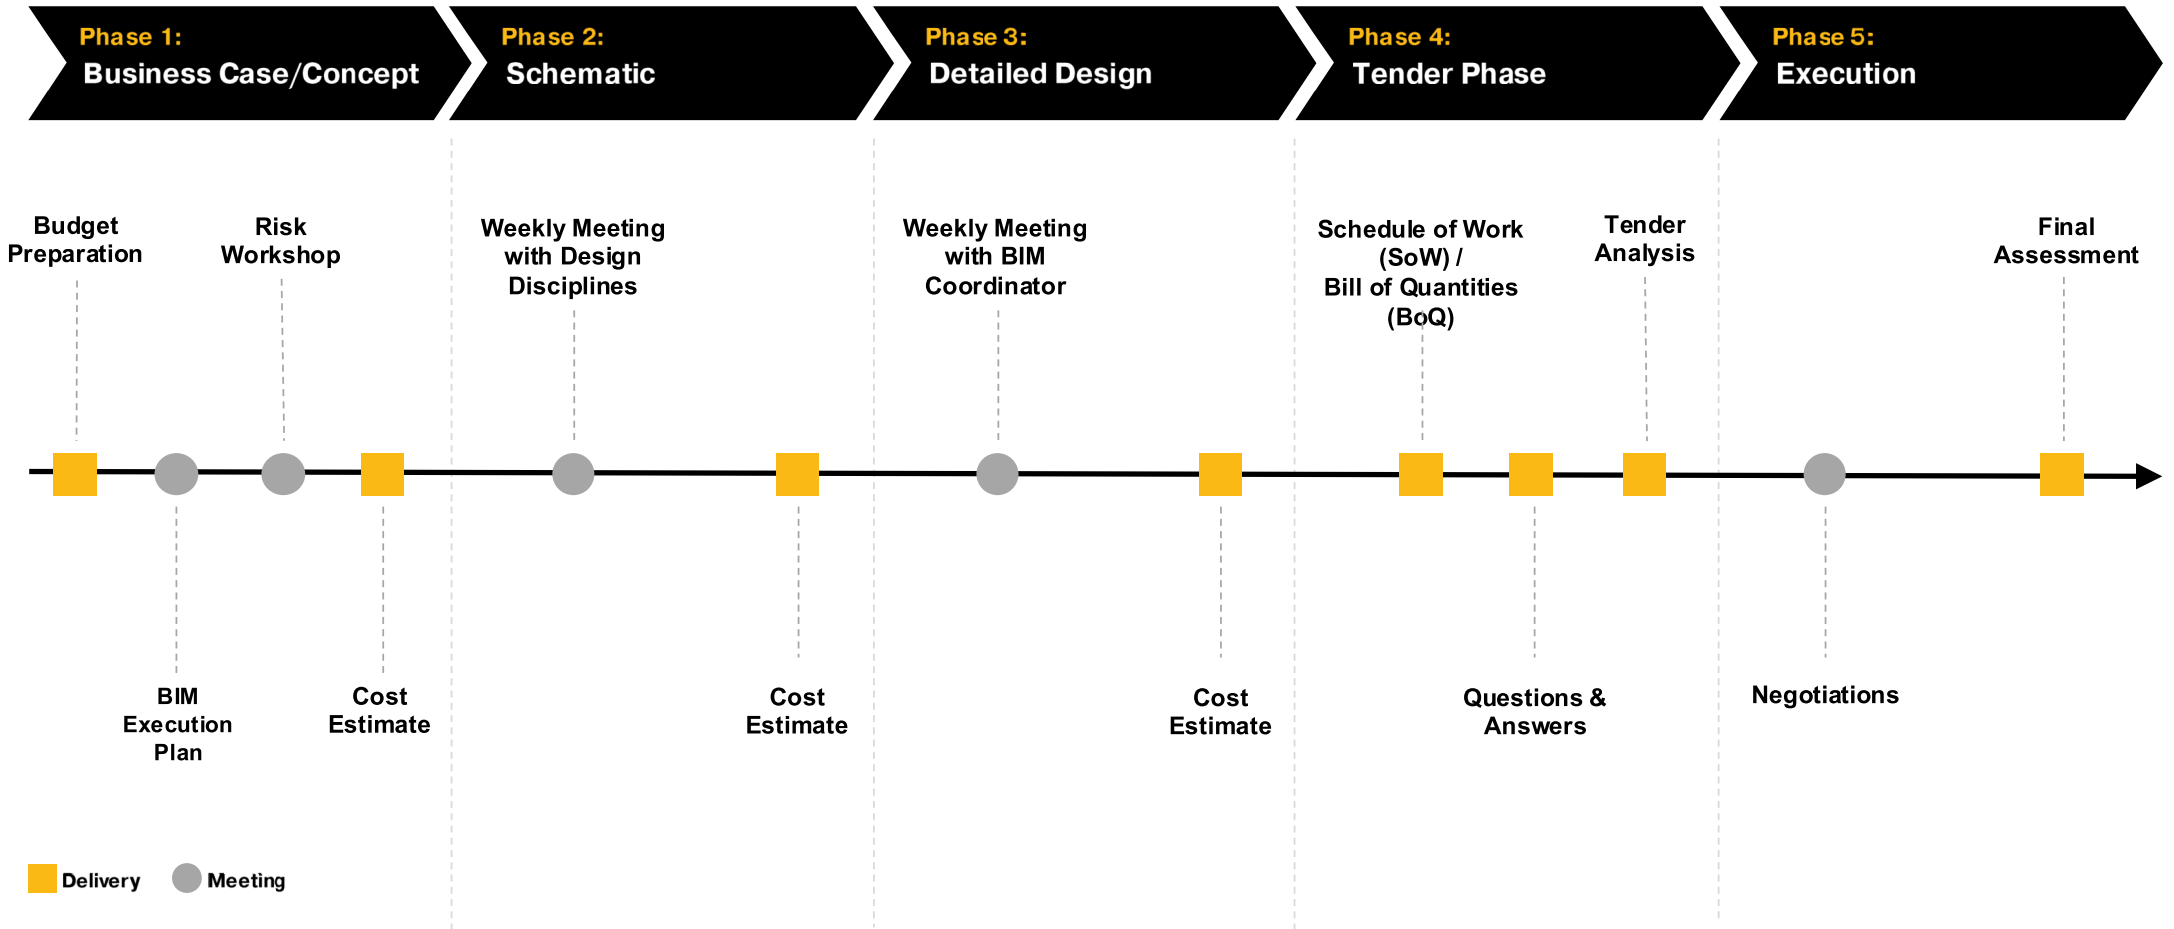 Phase 1:
Business Case/Concept
Phase 2:
Schematic
Phase 3:
Detailed Design
Phase 4:
Tender Phase
Phase 5:
Execution
Budget
Preparation
Risk
Workshop
Weekly Meeting
with Design
Disciplines
Weekly Meeting
with BIM
Coordinator
Schedule of Work
(SoW) /
Bill of Quantities
(BoQ)
Tender
Analysis
Final
Assessment
BIM
Execution
Plan
Cost
Estimate
Cost
Estimate
Cost
Estimate
Questions &
Answers
Negotiations
Delivery
Meeting